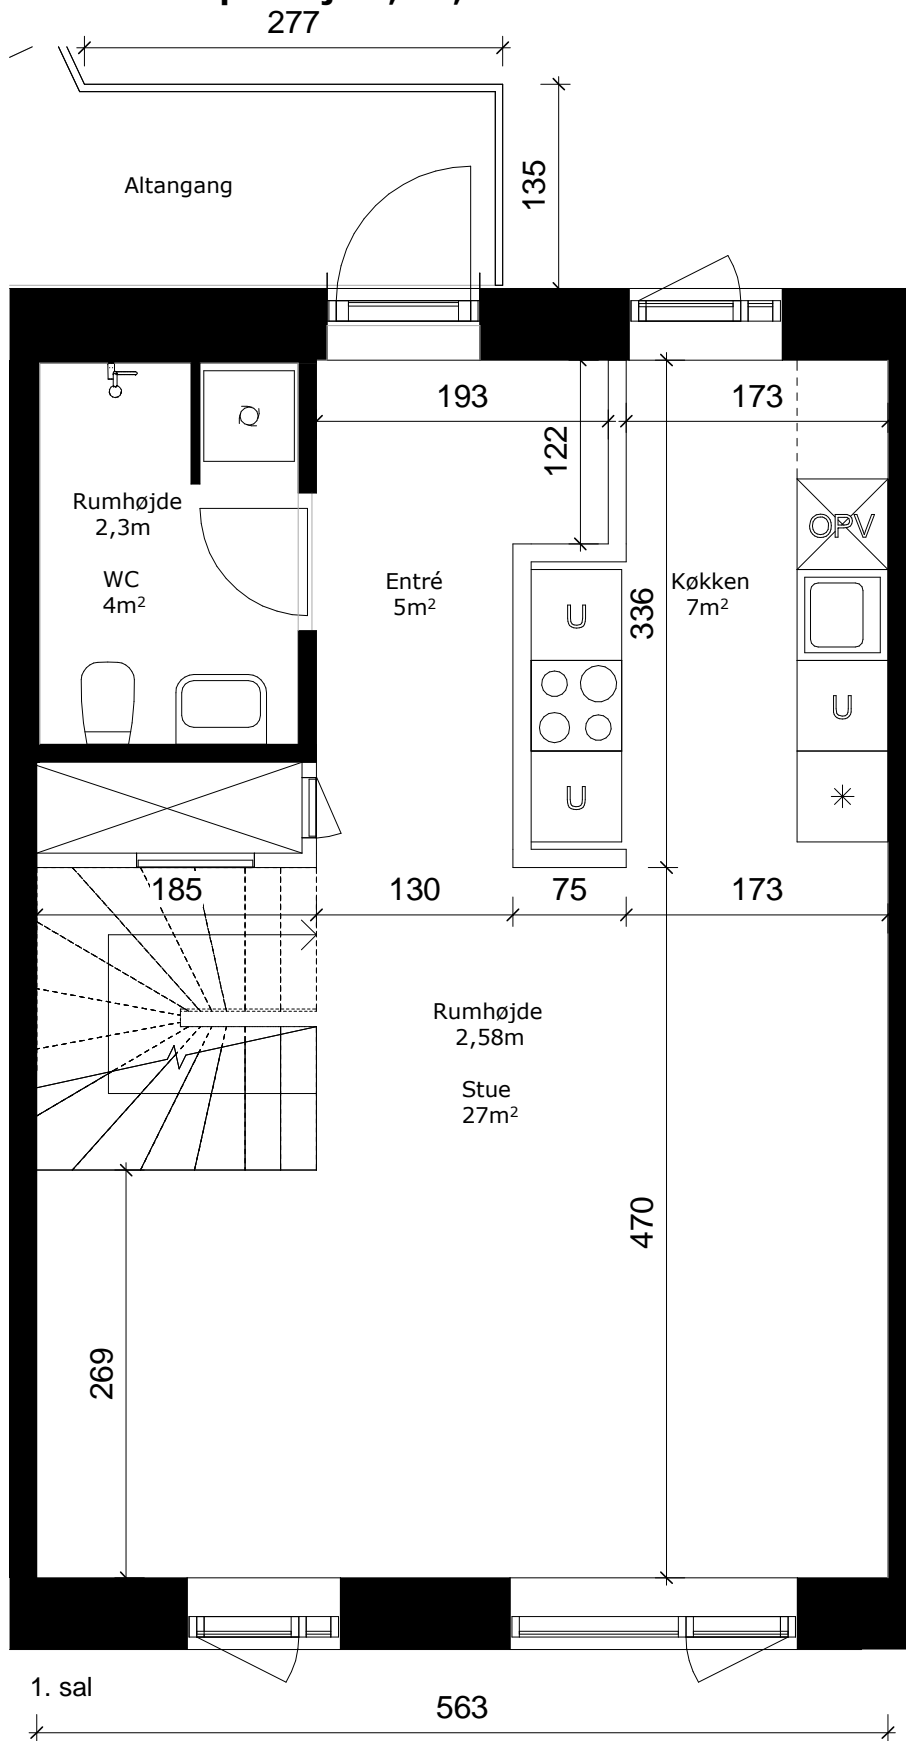 277
135
Altangang
193
173
122
Rumhøjde
2,3m
WC
4m²
OPV
Entré
5m²
U
336
Køkken
7m²
U
U
185
130
75
173
Rumhøjde
2,58m
Stue
27m²
470
269
1. sal
563